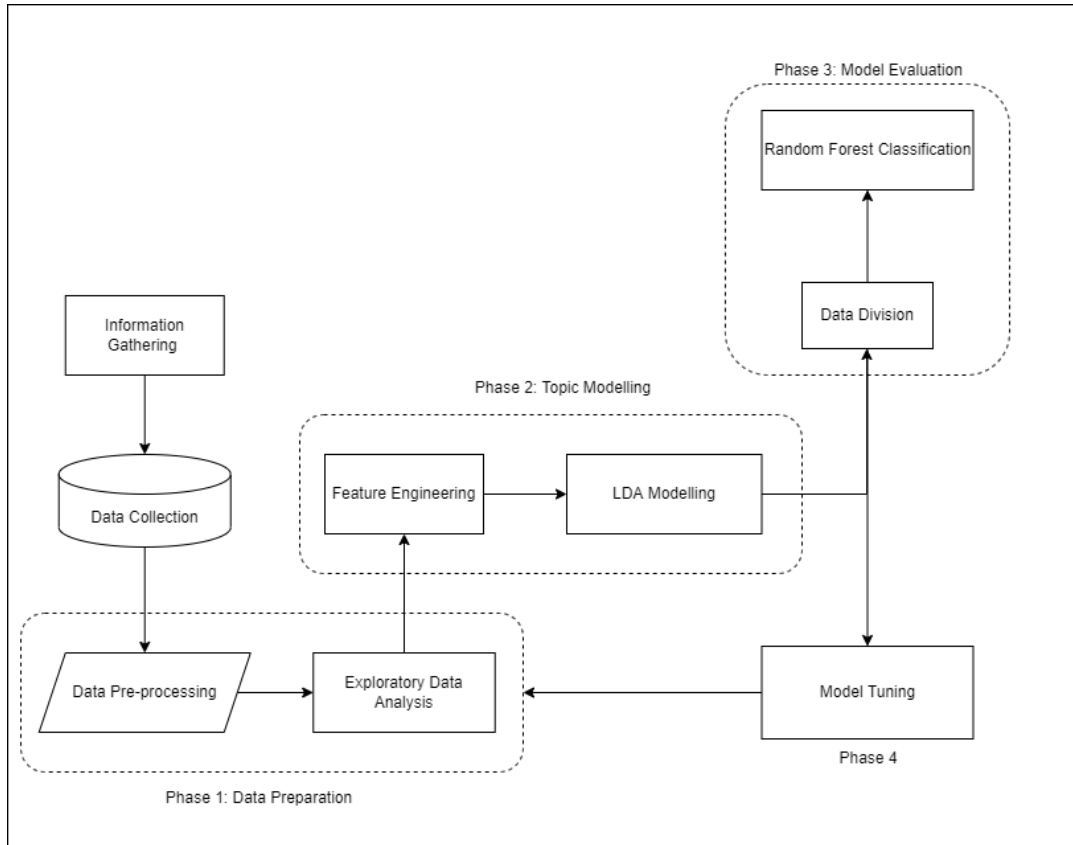 Phase 3: Model Evaluation
Random Forest Classification
Data Division
Information
Gathering
Data Collection
Phase 2: Topic Modelling
Feature Engineering
LDA Modelling
Data Pre-processing
Exploratory Data
Analysis
Phase 1: Data Preparation
Model Tuning
Phase 4